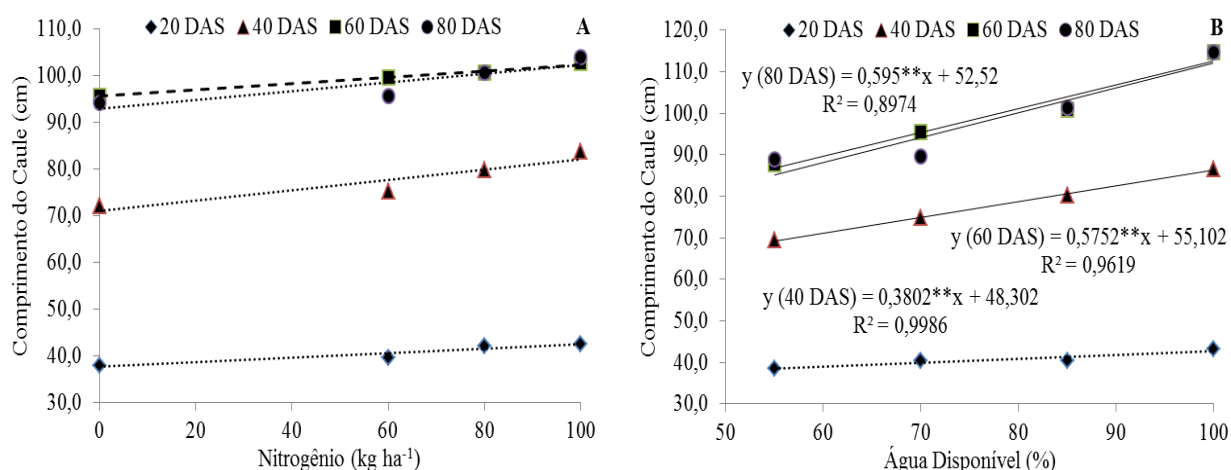 20 DAS 40 DAS 60 DAS 80 DAS A
Comprimento do Caule (cm)
110,0
100,0
90,0
80,0
70,0
60,0
50,0
40,0
30,0
0 20 40 60 80 100
Nitrogênio (kg ha-1)
20 DAS 40 DAS 60 DAS 80 DAS B
Comprimento do Caule (cm)
120,0
110,0
100,0
90,0
80,0
70,0
60,0
50,0
40,0
30,0
y (80 DAS) = 0,595**x + 52,52
R² = 0,8974
y (60 DAS) = 0,5752**x + 55,102
R² = 0,9619
y (40 DAS) = 0,3802**x + 48,302
R² = 0,9986
50 60 70 80 90 100
Água Disponível (%)